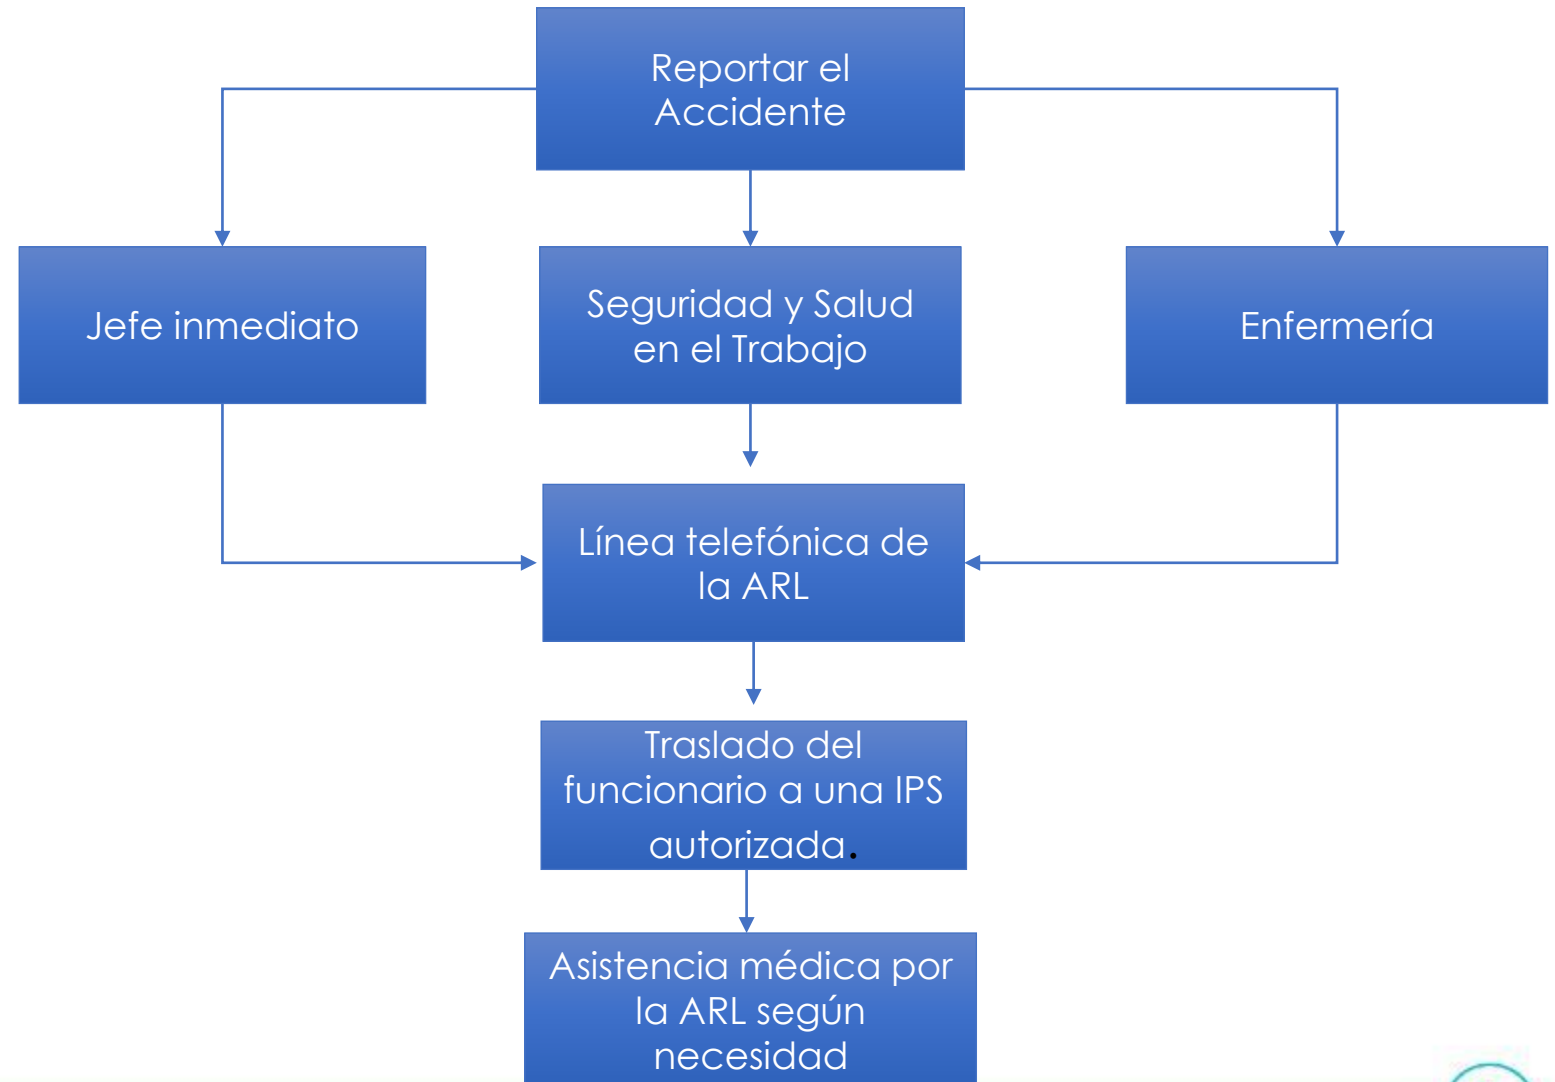 Reportar el
Accidente
Jefe inmediato
Seguridad y Salud
en el Trabajo
Enfermería
Línea telefónica de
la ARL
Traslado del
funcionario a una IPS
autorizada.
Asistencia médica por
la ARL según
necesidad